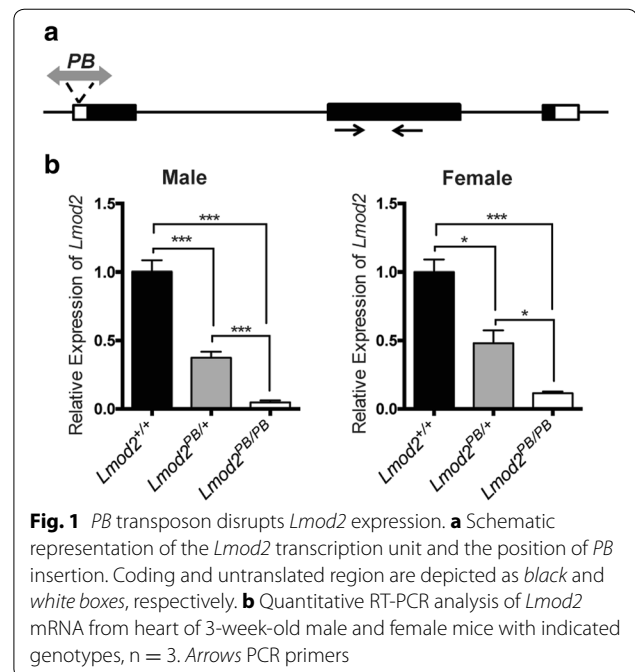 a
PB
b
Male
Female
Relative Expression of Lmod2
1.5
1.0
0.5
0.0
***
***
***
Lmod2+/+
Lmod2PB/+
Lmod2PB/PB
Relative Expression of Lmod2
1.5
1.0
0.5
0.0
***
*
*
Lmod2+/+
Lmod2PB/+
Lmod2PB/PB
Fig. 1 PB transposon disrupts Lmod2 expression. a Schematic
representation of the Lmod2 transcription unit and the position of PB
insertion. Coding and untranslated region are depicted as black and
white boxes, respectively. b Quantitative RT-PCR analysis of Lmod2
mRNA from heart of 3-week-old male and female mice with indicated
genotypes, n = 3. Arrows PCR primers